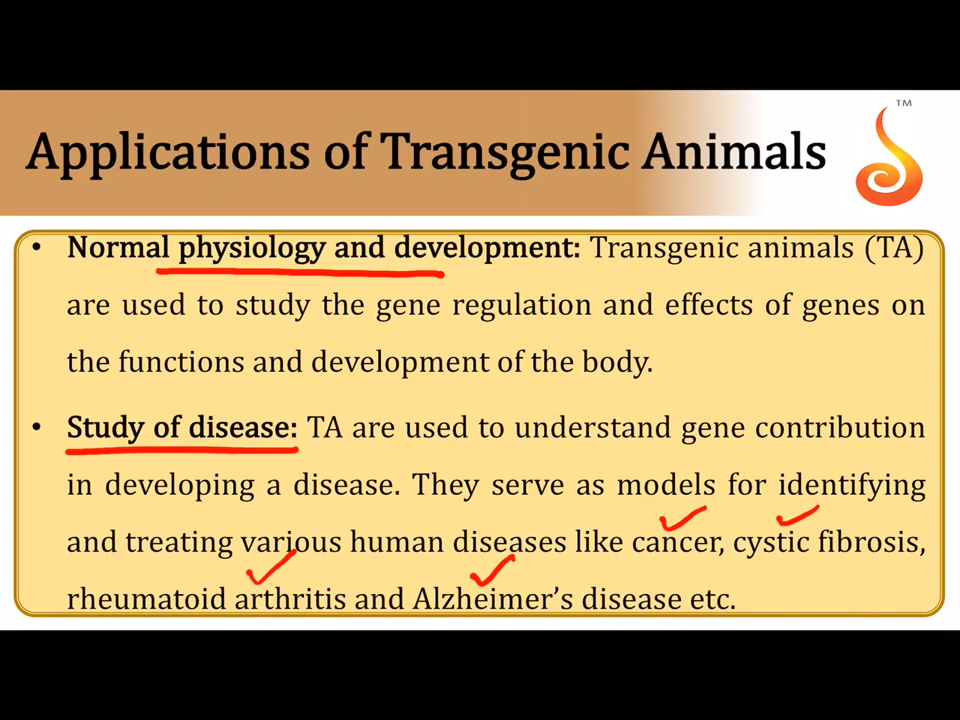 TM
Applications of Transgenic Animals
• Normal physiology and development: Transgenic animals (TA)
are used to study the gene regulation and effects of genes on
the functions and development of the body.
• Study of disease: TA are used to understand gene contribution
in developing a disease. They serve as models for identifying
and treating various human diseases like cancer, cystic fibrosis,
rheumatoid arthritis and Alzheimer’s disease etc.